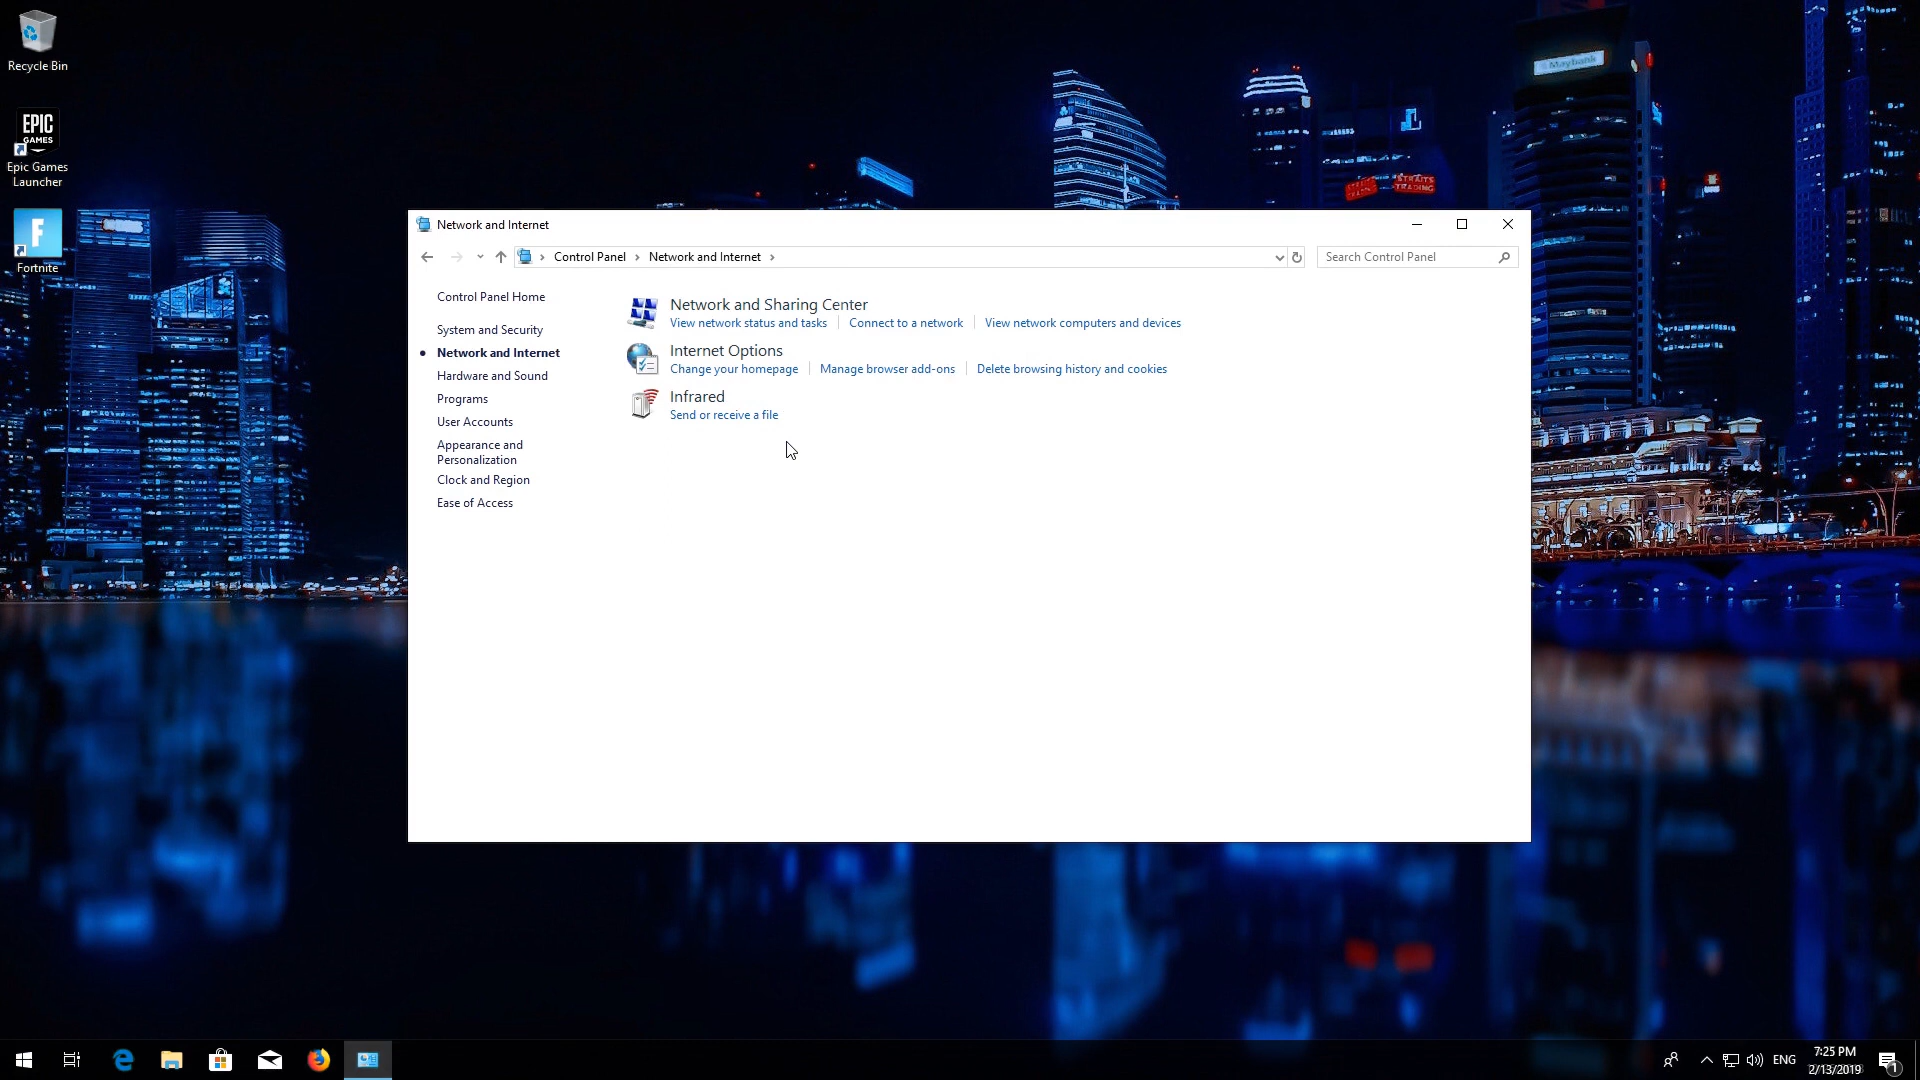 Recycle Bin
EPIC
GAMES
Epic Games
Launcher
F
Fortnite
Maybank
STRAITS
TRADING
Network and Internet
Control Panel
Network and Internet
Search Control Panel
Control Panel Home
System and Security
Network and Internet
Hardware and Sound
Programs
User Accounts
Appearance and
Personalization
Clock and Region
Ease of Access
Network and Sharing Center
View network status and tasks
Connect to a network
View network computers and devices
Internet Options
Change your homepage
Manage browser add-ons
Delete browsing history and cookies
Infrared
Send or receive a file
ENG
7:25 PM
2/13/2019
1